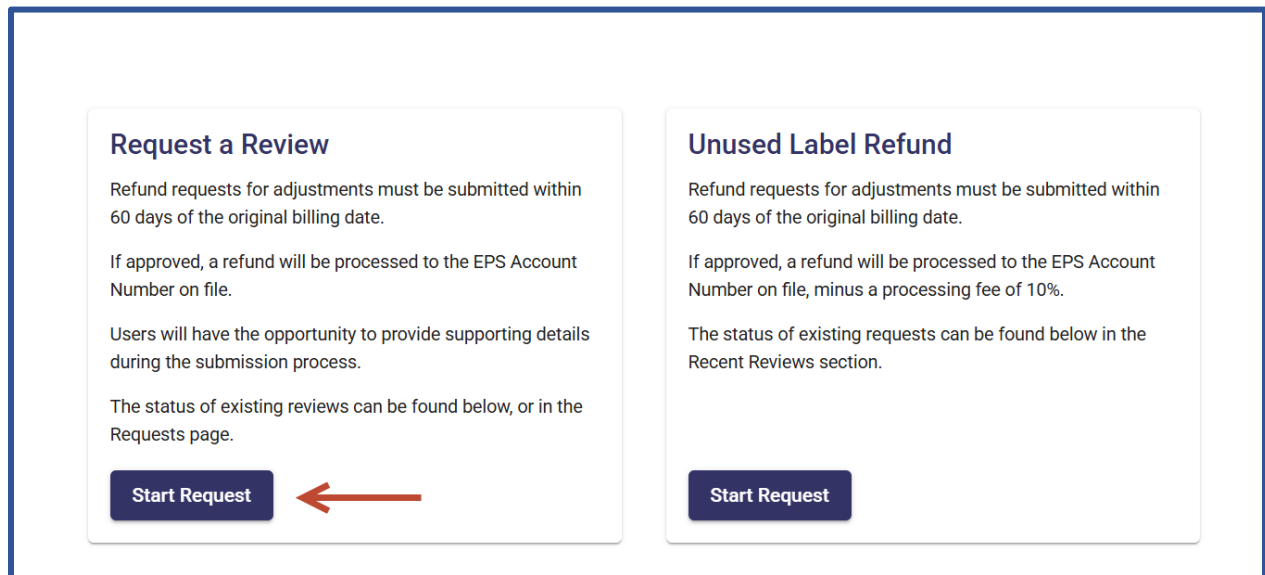 Request a Review
Refund requests for adjustments must be submitted within
60 days of the original billing date.
If approved, a refund will be processed to the EPS Account
Number on file.
Users will have the opportunity to provide supporting details
during the submission process.
The status of existing reviews can be found below, or in the
Requests page.
Start Request
Unused Label Refund
Refund requests for adjustments must be submitted within
60 days of the original billing date.
If approved, a refund will be processed to the EPS Account
Number on file, minus a processing fee of 10%.
The status of existing requests can be found below in the
Recent Reviews section.
Start Request